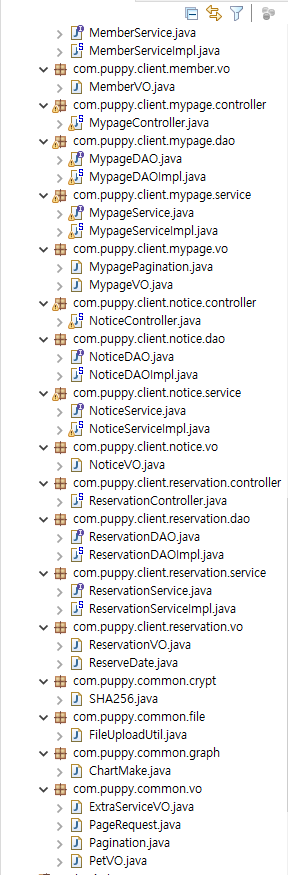 MemberService.java
MemberServiceImpl.java
com.puppy.client.member.vo
MemberVO.java
com.puppy.client.mypage.controller
MypageController.java
com.puppy.client.mypage.dao
MypageDAO.java
MypageDAOImpl.java
com.puppy.client.mypage.service
MypageService.java
MypageServiceImpl.java
com.puppy.client.mypage.vo
MypagePagination.java
MypageVO.java
com.puppy.client.notice.controller
NoticeController.java
com.puppy.client.notice.dao
NoticeDAO.java
NoticeDAOImpl.java
com.puppy.client.notice.service
NoticeService.java
NoticeServiceImpl.java
com.puppy.client.notice.vo
NoticeVO.java
com.puppy.client.reservation.controller
ReservationController.java
com.puppy.client.reservation.dao
ReservationDAO.java
ReservationDAOImpl.java
com.puppy.client.reservation.service
ReservationService.java
ReservationServiceImpl.java
com.puppy.client.reservation.vo
ReservationVO.java
ReserveDate.java
com.puppy.common.crypt
SHA256.java
com.puppy.common.file
FileUploadUtil.java
com.puppy.common.graph
ChartMake.java
com.puppy.common.vo
ExtraServiceVO.java
PageRequest.java
Pagination.java
PetVO.java